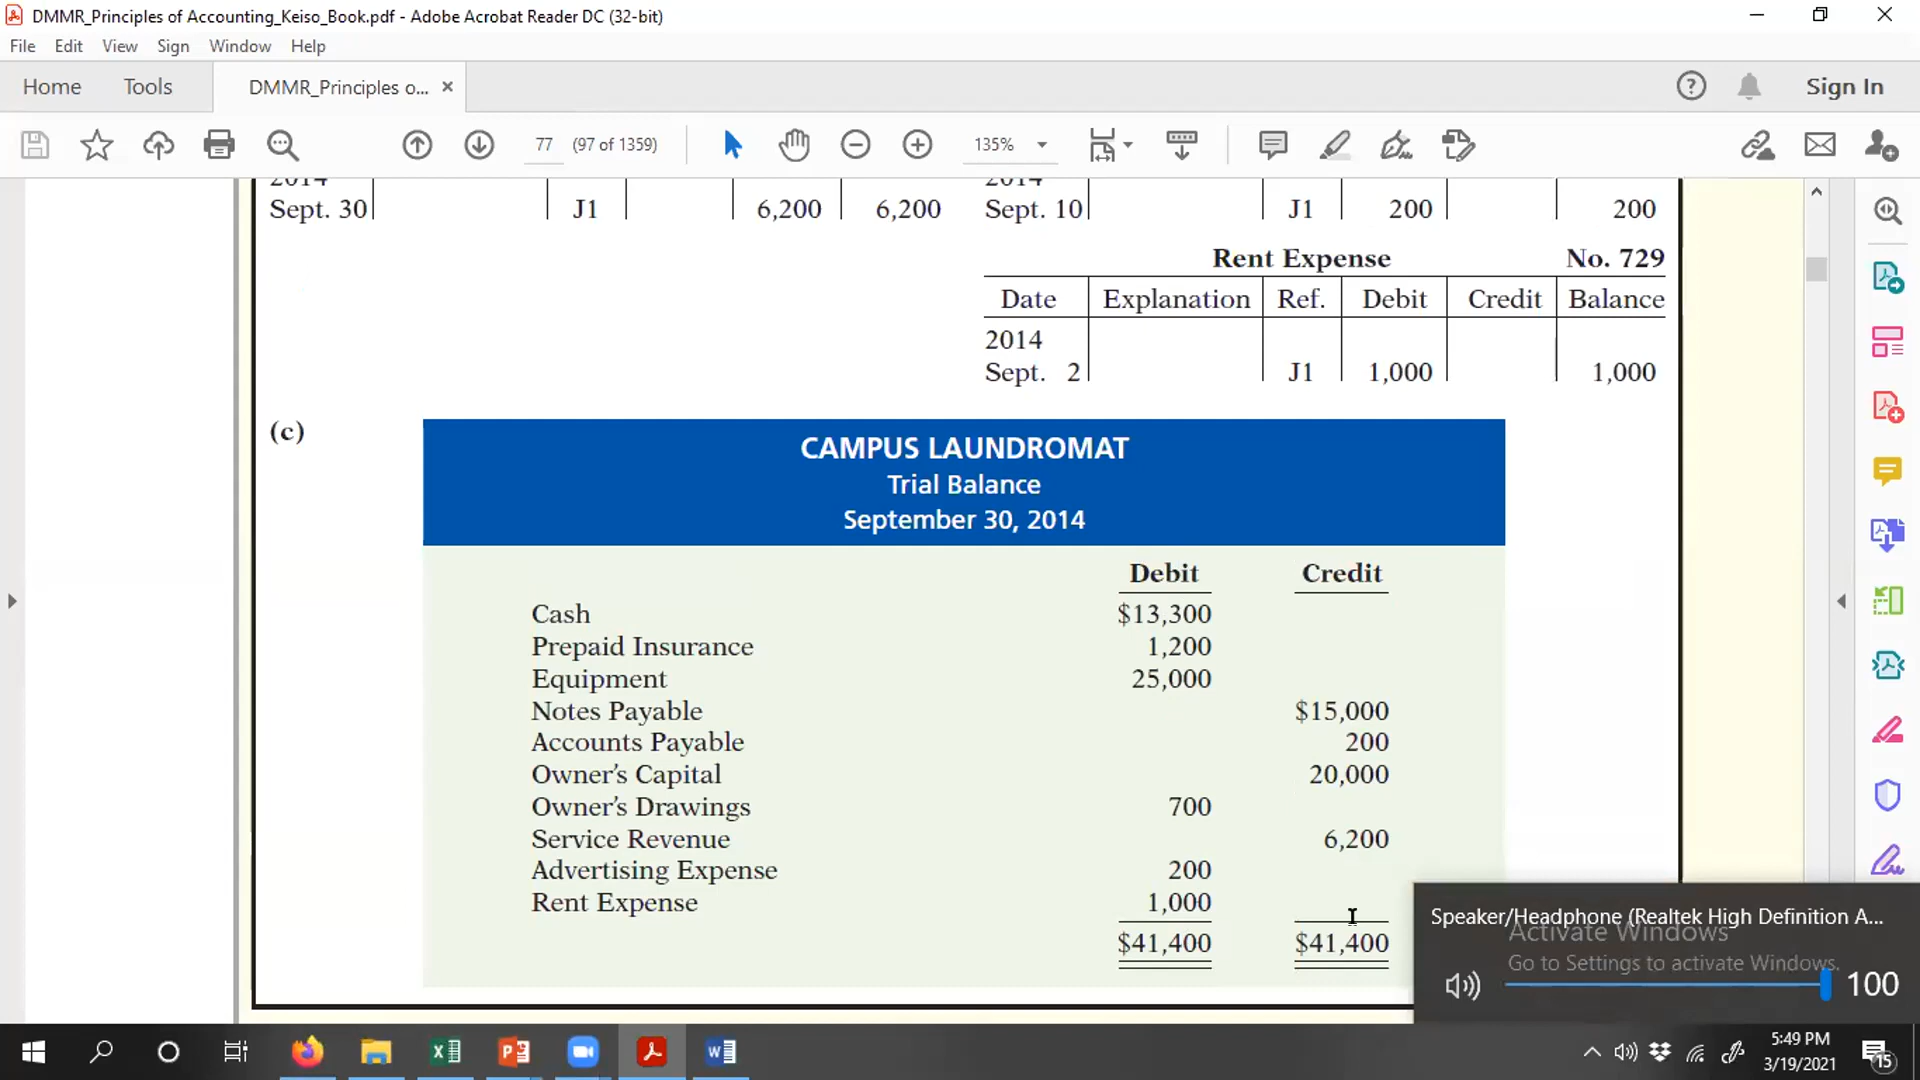 DMMR_Principles of Accounting_Keiso_Book.pdf - Adobe Acrobat Reader DC (32-bit)
File Edit View Sign Window Help
Home Tools DMMR_Principles o... × Sign In
77 (97 of 1359) 135%
2014 2014
Sept. 30 J1 6,200 6,200 Sept. 10 J1 200 200
Rent Expense No. 729
Date Explanation Ref. Debit Credit Balance
2014
Sept. 2 J1 1,000 1,000
(c)
CAMPUS LAUNDROMAT
Trial Balance
September 30, 2014
Debit Credit
Cash $13,300
Prepaid Insurance 1,200
Equipment 25,000
Notes Payable $15,000
Accounts Payable 200
Owner's Capital 20,000
Owner's Drawings 700
Service Revenue 6,200
Advertising Expense 200
Rent Expense 1,000
$41,400 $41,400
Speaker/Headphone (Realtek High Definition A...
Activate Windows
Go to Settings to activate Windows.
100
5:49 PM
3/19/2021
15